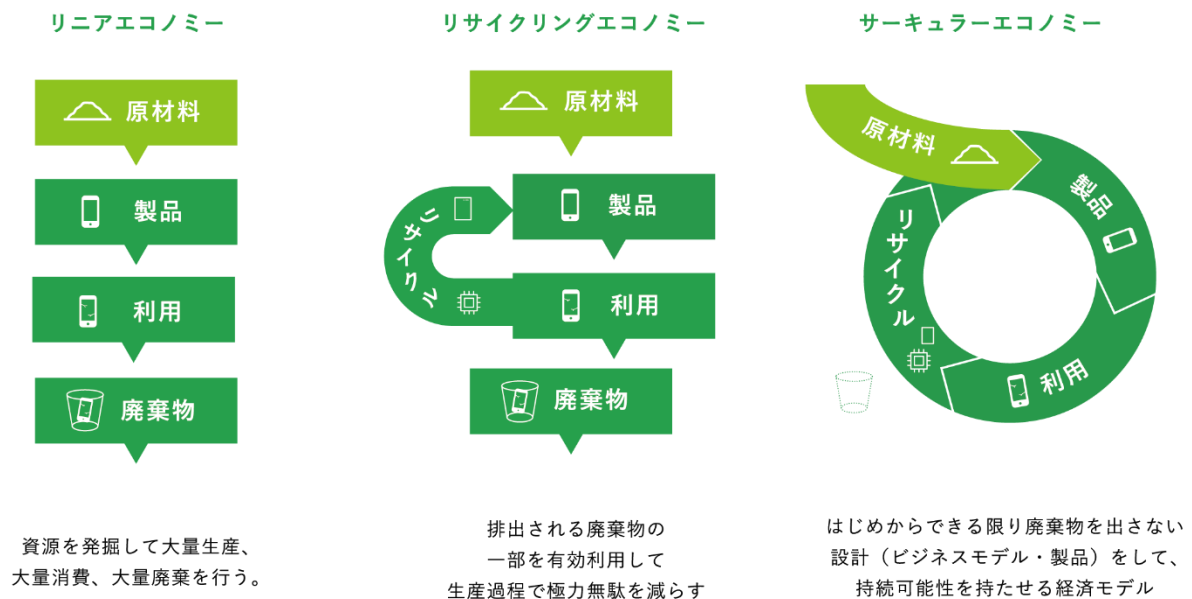 リニアエコノミー
原材料
製品
利用
廃棄物
資源を発掘して大量生産、
大量消費、大量廃棄を行う。
リサイクリングエコノミー
原材料
製品
リサイクル
利用
廃棄物
排出される廃棄物の
一部を有効利用して
生産過程で極力無駄を減らす
サーキュラーエコノミー
原材料
製品
利用
リサイクル
はじめからできる限り廃棄物を出さない
設計（ビジネスモデル・製品）をして、
持続可能性を持たせる経済モデル